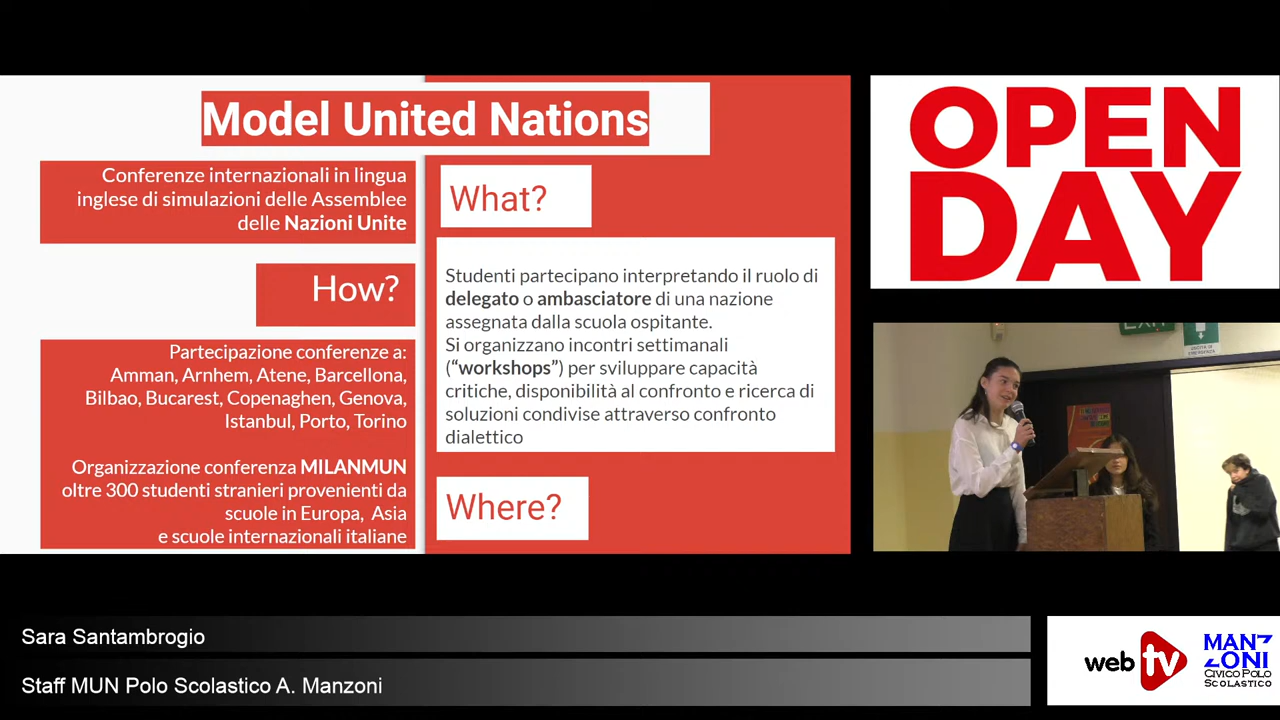 Model United Nations
Conferenze internazionali in lingua
inglese di simulazioni delle Assemblee
delle Nazioni Unite
What?
How?
Studenti partecipano interpretando il ruolo di
delegato o ambasciatore di una nazione
assegnata dalla scuola ospitante.
Si organizzano incontri settimanali
(“workshops”) per sviluppare capacità
critiche, disponibilità al confronto e ricerca di
soluzioni condivise attraverso confronto
dialettico
Partecipazione conferenze a:
Amman, Arnhem, Atene, Barcellona,
Bilbao, Bucarest, Copenaghen, Genova,
Istanbul, Porto, Torino
Organizzazione conferenza MILANMUN
oltre 300 studenti stranieri provenienti da
scuole in Europa, Asia
e scuole internazionali italiane
Where?
OPEN
DAY
EXIT
Sara Santambrogio
Staff MUN Polo Scolastico A. Manzoni
web tv
MANZ
ZONI
CIVICO POLO
SCOLASTICO